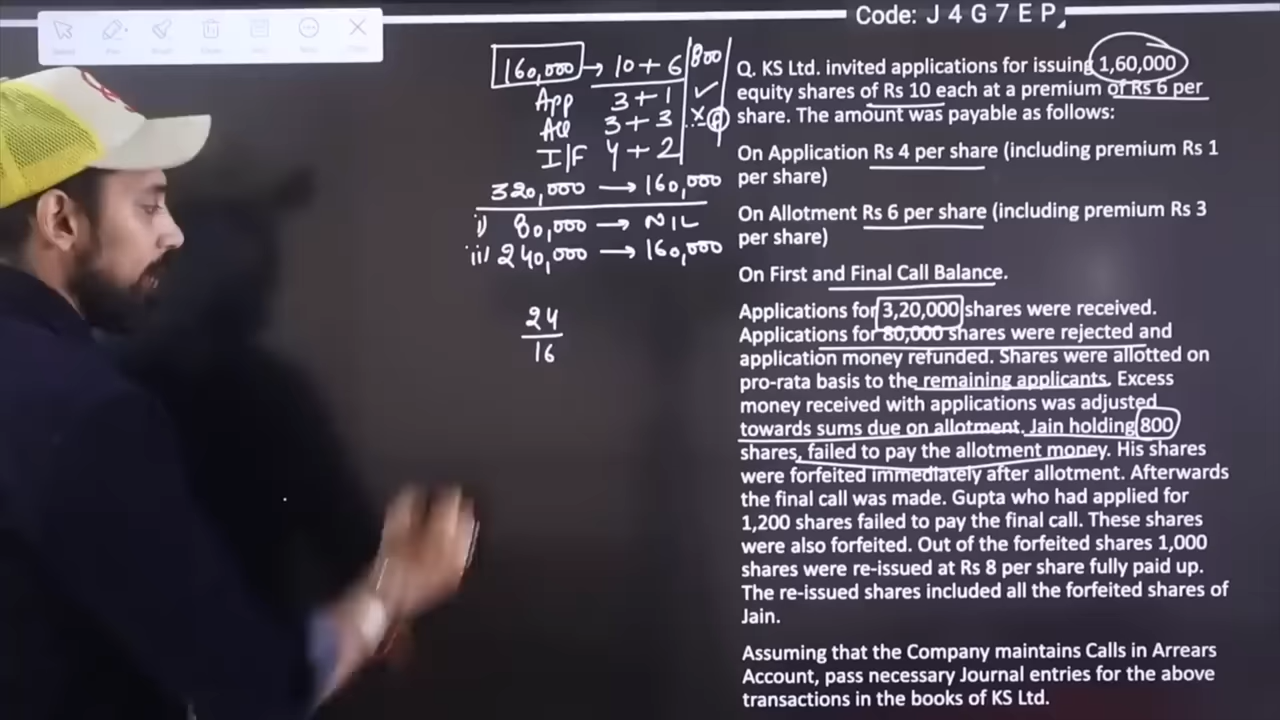 Code: J 4 G 7 E P
160,000 → 10 + 6 800
App 3 + 1 ✓
All 3 + 3 ×
I/F 4 + 2
320,000 → 160,000
i) 80,000 → NIL
ii) 240,000 → 160,000
24
16
Q. KS Ltd. invited applications for issuing 1,60,000
equity shares of Rs 10 each at a premium of Rs 6 per
share. The amount was payable as follows:
On Application Rs 4 per share (including premium Rs 1
per share)
On Allotment Rs 6 per share (including premium Rs 3
per share)
On First and Final Call Balance.
Applications for 3,20,000 shares were received.
Applications for 80,000 shares were rejected and
application money refunded. Shares were allotted on
pro-rata basis to the remaining applicants. Excess
money received with applications was adjusted
towards sums due on allotment. Jain holding 800
shares, failed to pay the allotment money. His shares
were forfeited immediately after allotment. Afterwards
the final call was made. Gupta who had applied for
1,200 shares failed to pay the final call. These shares
were also forfeited. Out of the forfeited shares 1,000
shares were re-issued at Rs 8 per share fully paid up.
The re-issued shares included all the forfeited shares of
Jain.
Assuming that the Company maintains Calls in Arrears
Account, pass necessary Journal entries for the above
transactions in the books of KS Ltd.